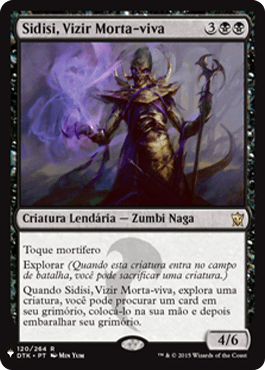 Sidisi, Vizir Morta-viva 3
Criatura Lendária — Zumbi Naga
Toque mortífero
Explorar (Quando esta criatura entra no campo
de batalha, você pode sacrificar uma criatura.)
Quando Sidisi, Vizir Morta-viva, explora uma
criatura, você pode procurar um card em
seu grimório, colocá-lo na sua mão e depois
embaralhar seu grimório.
4/6
120/264 R
DTK • PT Min Yum
™ & © 2015 Wizards of the Coast